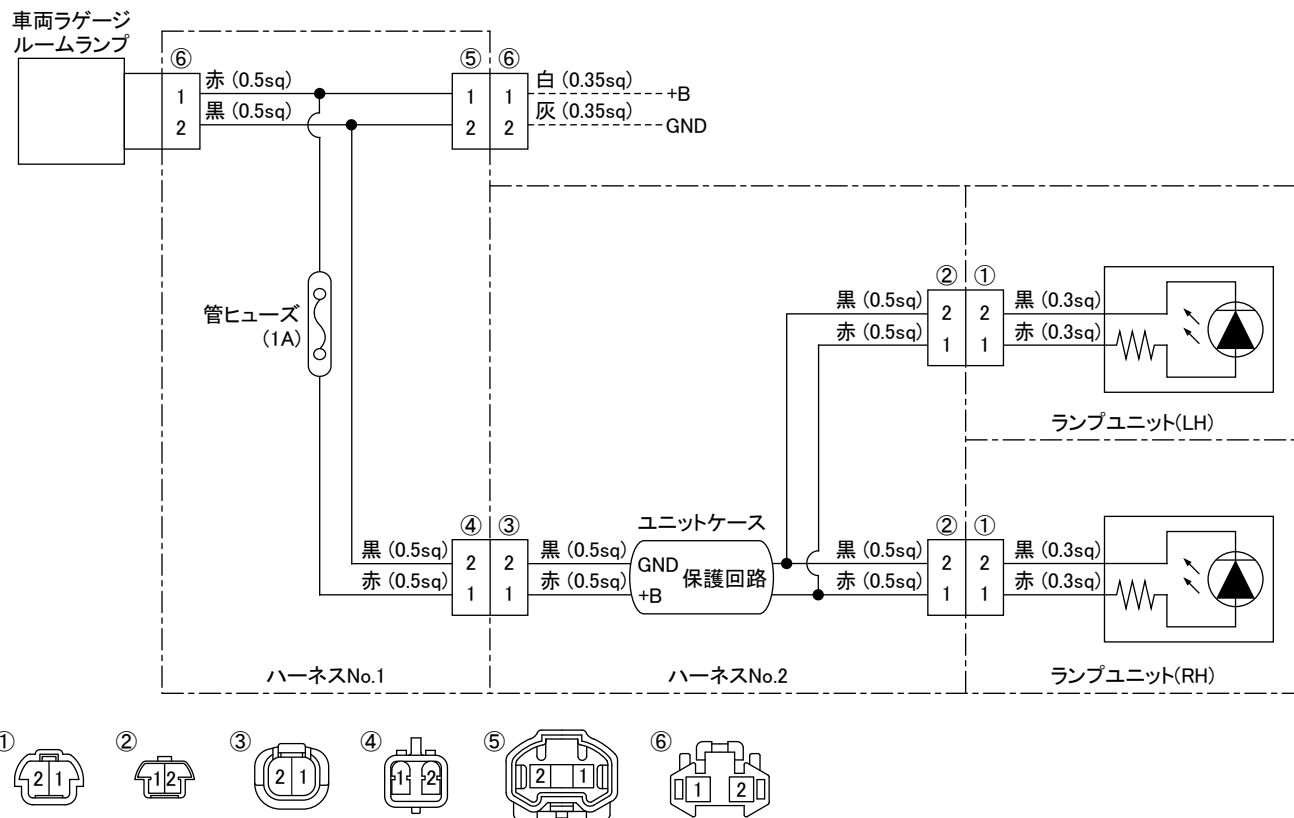 車両ラゲージ
ルームランプ
⑥
⑤ ⑥
1
赤 (0.5sq)
1 1
白 (0.35sq)
+B
2
黒 (0.5sq)
2 2
灰 (0.35sq)
GND
管ヒューズ
(1A)
② ①
黒 (0.5sq)
2 2
黒 (0.3sq)
赤 (0.5sq)
1 1
赤 (0.3sq)
ランプユニット(LH)
④ ③
ユニットケース
② ①
黒 (0.5sq)
2 2
黒 (0.5sq)
GND
保護回路
黒 (0.5sq)
2 2
黒 (0.3sq)
赤 (0.5sq)
1 1
赤 (0.5sq)
+B
赤 (0.5sq)
1 1
赤 (0.3sq)
ハーネスNo.1
ハーネスNo.2
ランプユニット(RH)
① ② ③ ④ ⑤ ⑥
2 1
1 2
2 1
1 2
2 1
1 2